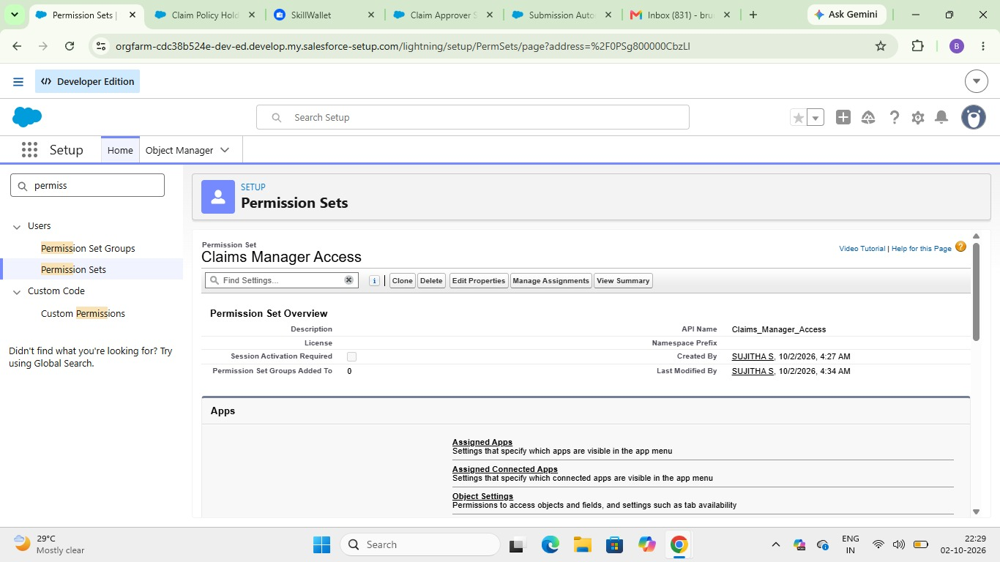 Permission Sets |
Claim Policy Hold
SkillWallet
Claim Approver S
Submission Auto
Inbox (831) - bru
Ask Gemini
orgfarm-cdc38b524e-dev-ed.develop.my.salesforce-setup.com/lightning/setup/PermSets/page?address=%2F0PSg800000CbzLl
B
Developer Edition
Search Setup
Setup
Home
Object Manager
permiss
Users
Permission Set Groups
Permission Sets
Custom Code
Custom Permissions
Didn't find what you're looking for? Try
using Global Search.
SETUP
Permission Sets
Permission Set
Claims Manager Access
Video Tutorial | Help for this Page
Find Settings...
Clone
Delete
Edit Properties
Manage Assignments
View Summary
Permission Set Overview
Description
API Name Claims_Manager_Access
License
Namespace Prefix
Session Activation Required
Created By SUJITHA S, 10/2/2026, 4:27 AM
Permission Set Groups Added To 0
Last Modified By SUJITHA S, 10/2/2026, 4:34 AM
Apps
Assigned Apps
Settings that specify which apps are visible in the app menu
Assigned Connected Apps
Settings that specify which connected apps are visible in the app menu
Object Settings
Permissions to access objects and fields, and settings such as tab availability
29°C
Mostly clear
Search
ENG
IN
22:29
02-10-2026